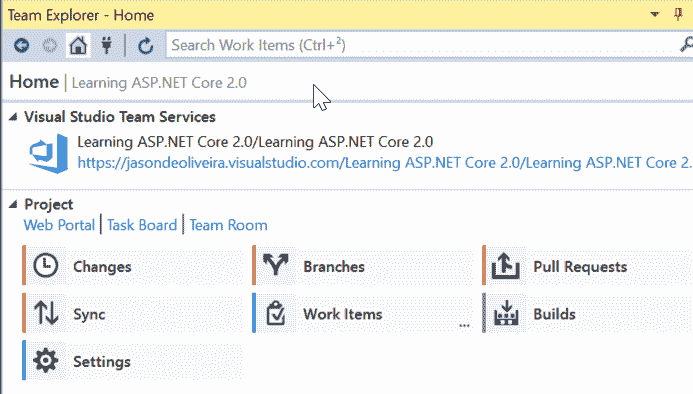 Team Explorer - Home
Search Work Items (Ctrl+²)
Home | Learning ASP.NET Core 2.0
Visual Studio Team Services
Learning ASP.NET Core 2.0/Learning ASP.NET Core 2.0
https://jasondeoliveira.visualstudio.com/Learning ASP.NET Core 2.0/Learning ASP.NET Core 2.
Project
Web Portal | Task Board | Team Room
Changes Branches Pull Requests
Sync Work Items ... Builds
Settings